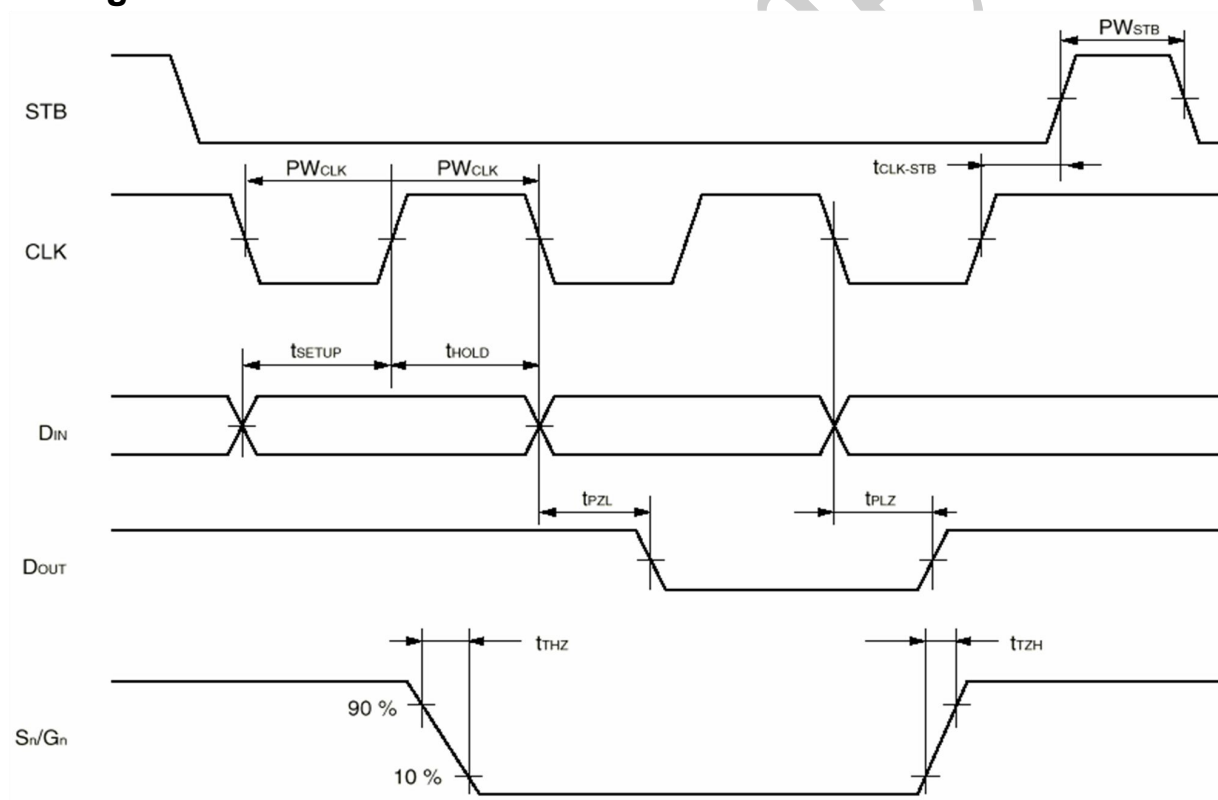 PWSTB
STB
tCLK-STB
PWCLK PWCLK
CLK
tSETUP tHOLD
DIN
tPZL tPLZ
DOUT
tTHZ tTZH
90 %
Sn/Gn
10 %